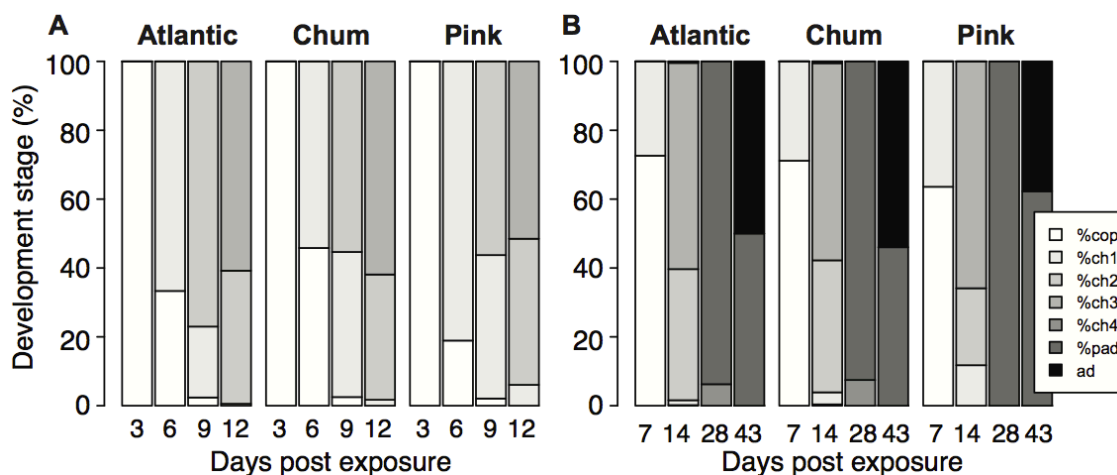 A
Atlantic Chum Pink
Development stage (%)
100
80
60
40
20
0
3 6 9 12 3 6 9 12 3 6 9 12
Days post exposure
B
Atlantic Chum Pink
100
80
60
40
20
0
7 14 28 43 7 14 28 43 7 14 28 43
Days post exposure
%cop
%ch1
%ch2
%ch3
%ch4
%pad
ad